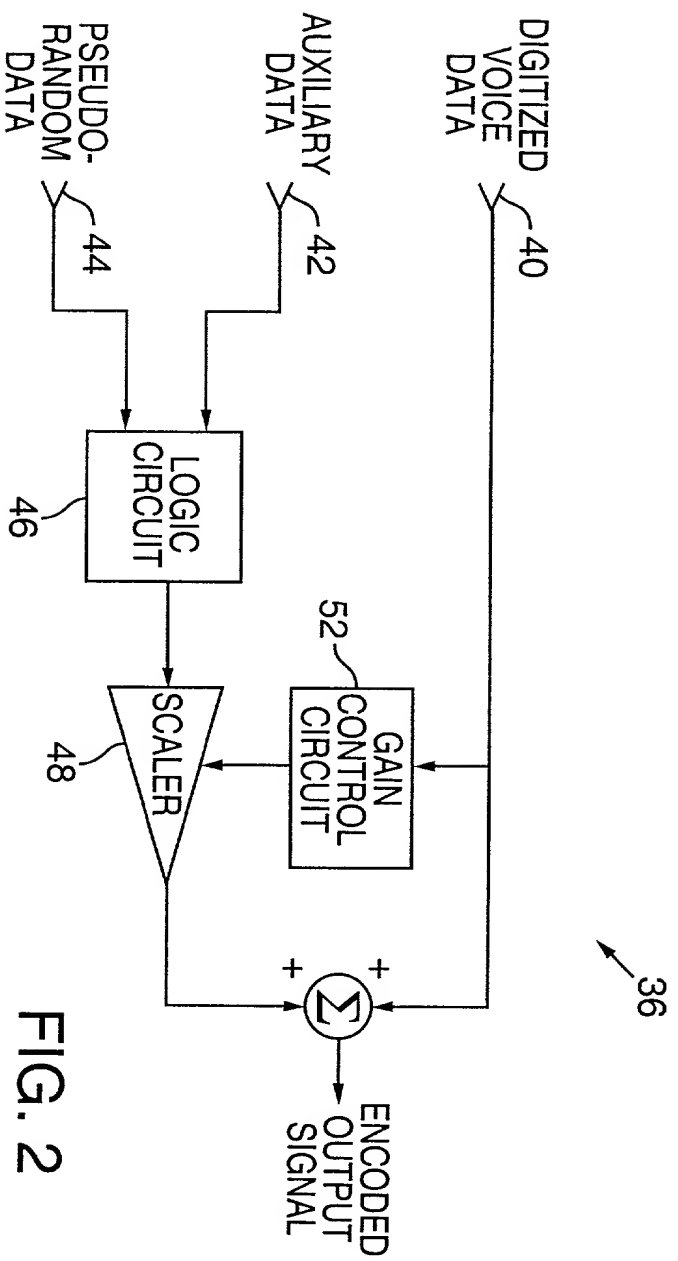 36
DIGITIZED
VOICE
DATA
40
AUXILIARY
DATA
42
PSEUDO-
RANDOM
DATA
44
LOGIC
CIRCUIT
46
GAIN
CONTROL
CIRCUIT
52
SCALER
48
+
+
Σ
ENCODED
OUTPUT
SIGNAL
FIG. 2